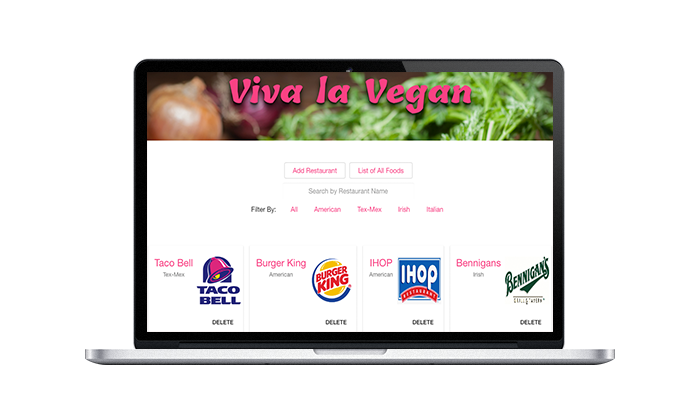 Viva la Vegan
Add Restaurant List of All Foods
Search by Restaurant Name
Filter By: All American Tex-Mex Irish Italian
Taco Bell
Tex-Mex
TACO
BELL
DELETE
Burger King
American
BURGER
KING
DELETE
IHOP
American
IHOP
RESTAURANT
DELETE
Bennigans
Irish
BENNIGAN'S
DELETE